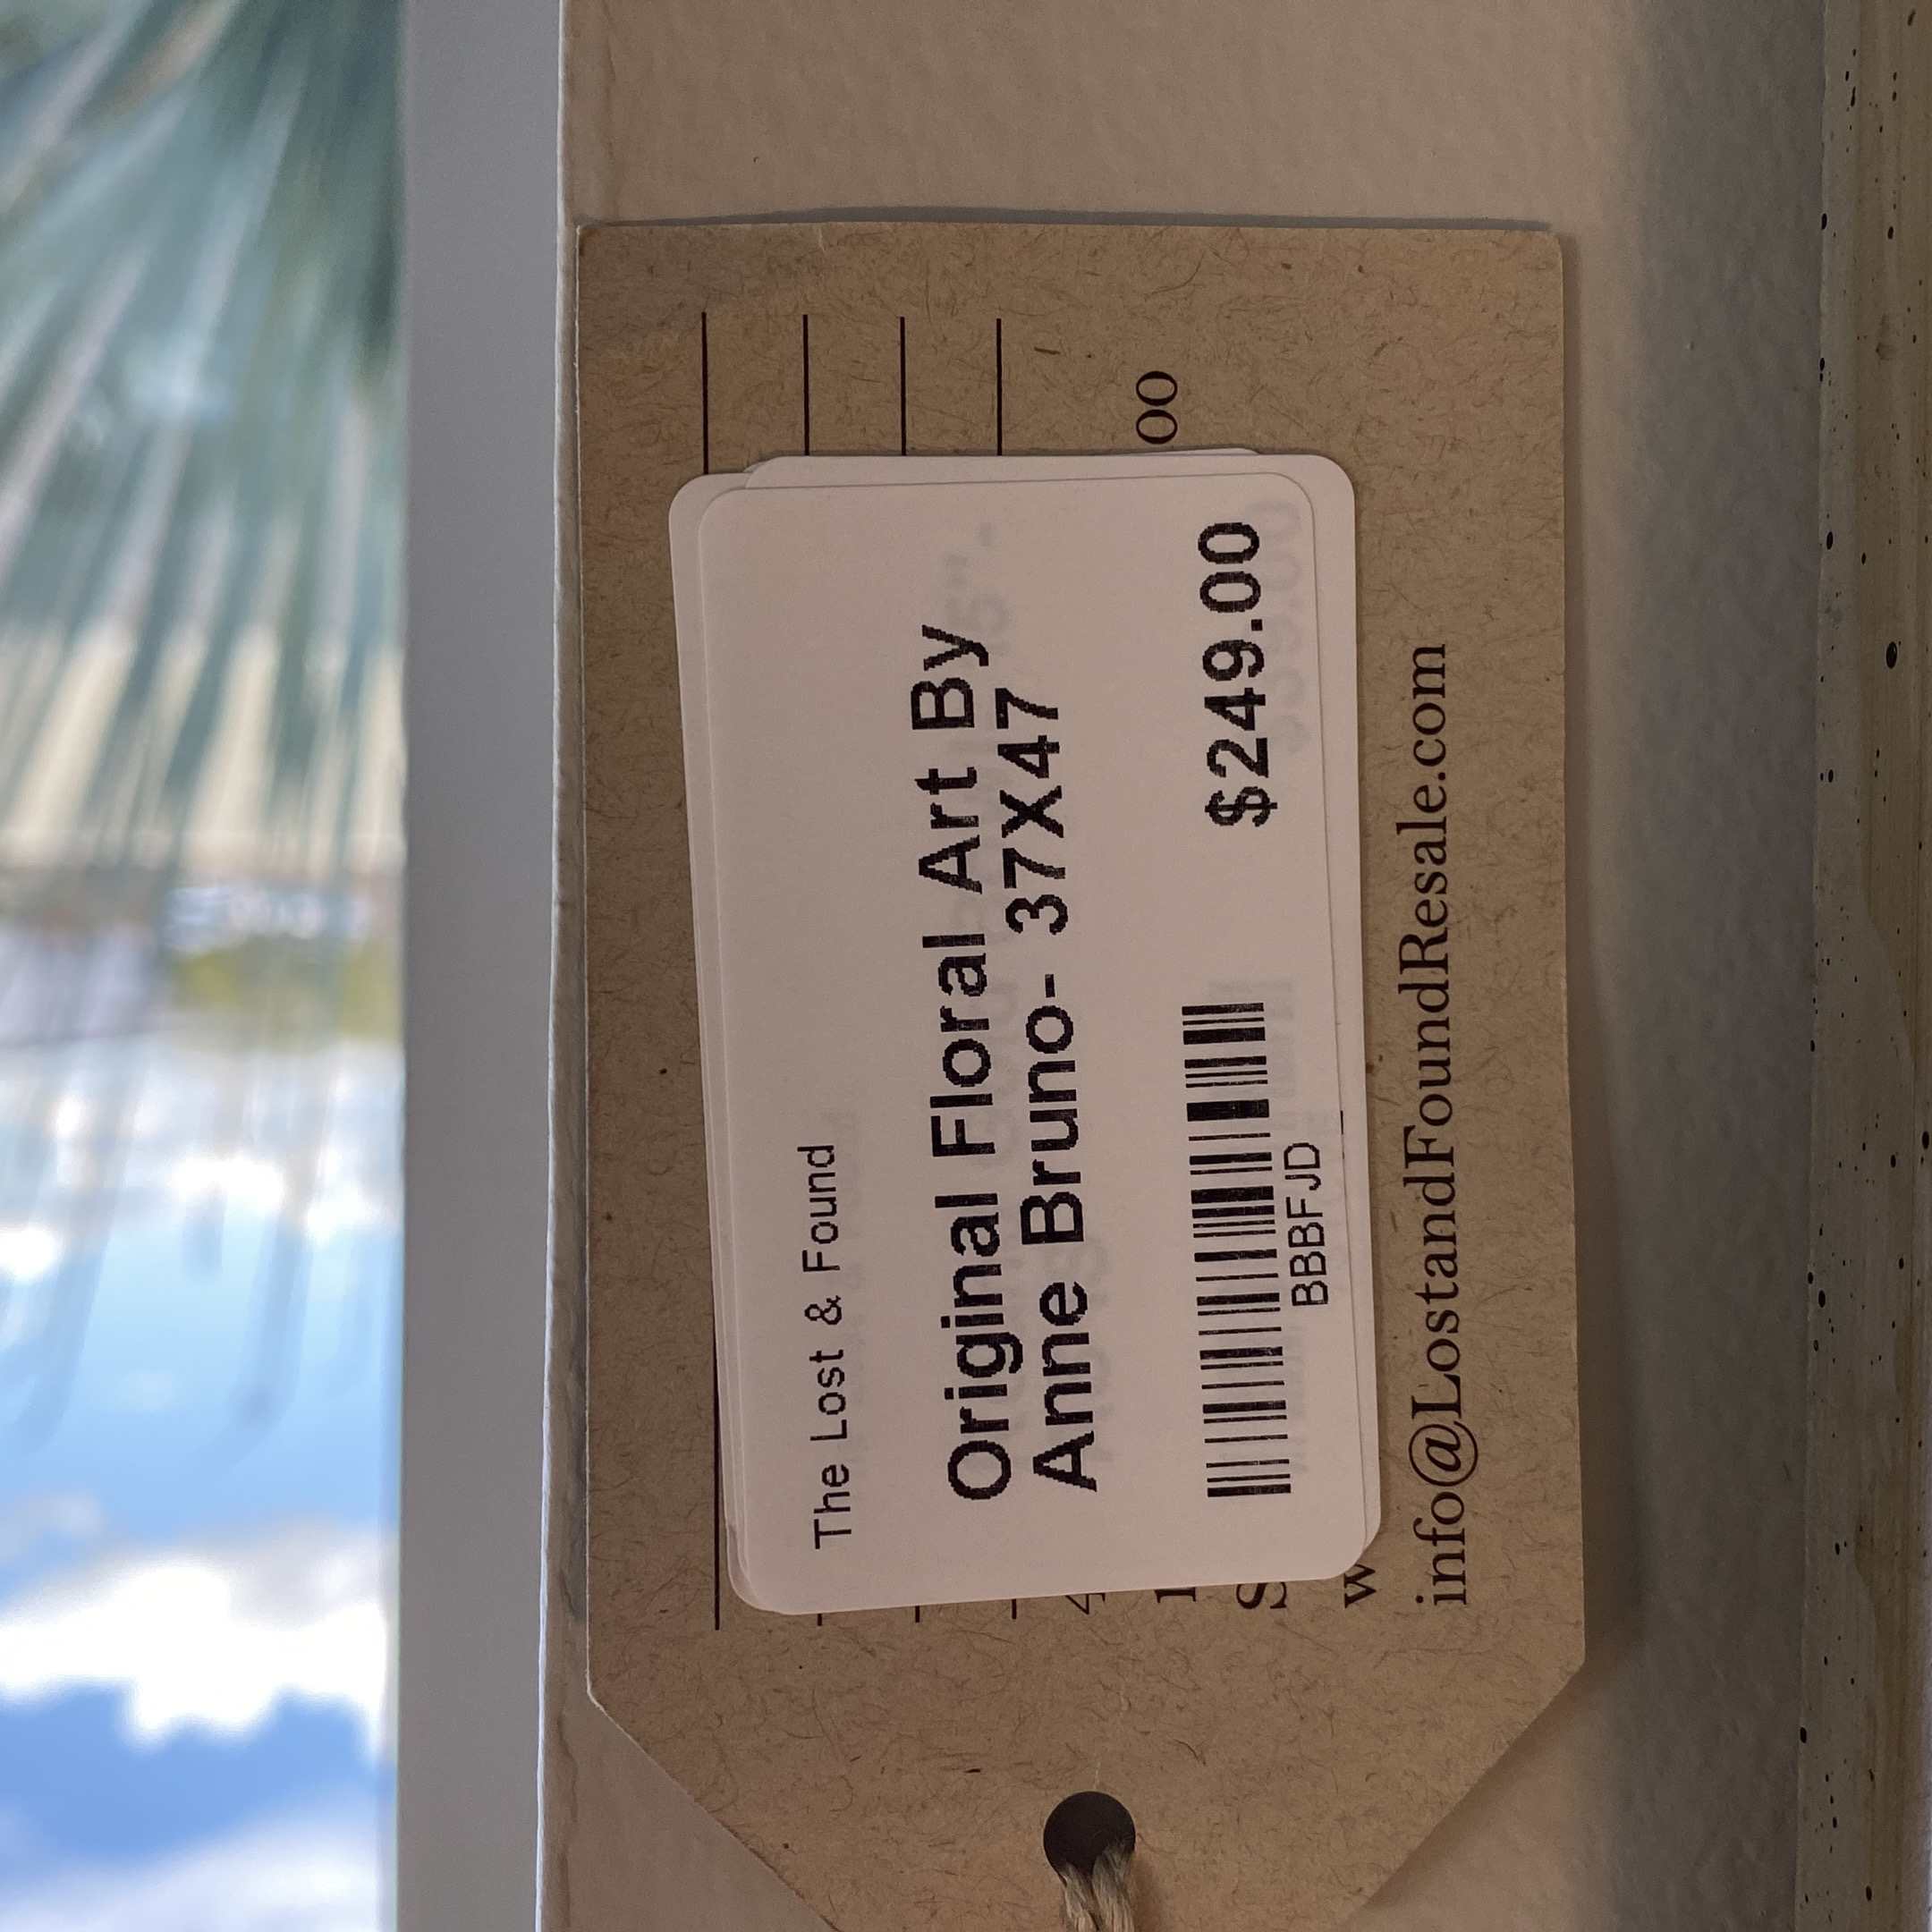 The Lost & Found
Original Floral Art By
Anne Bruno- 37X47
$249.00
BBBFJD
info@LostandFoundResale.com